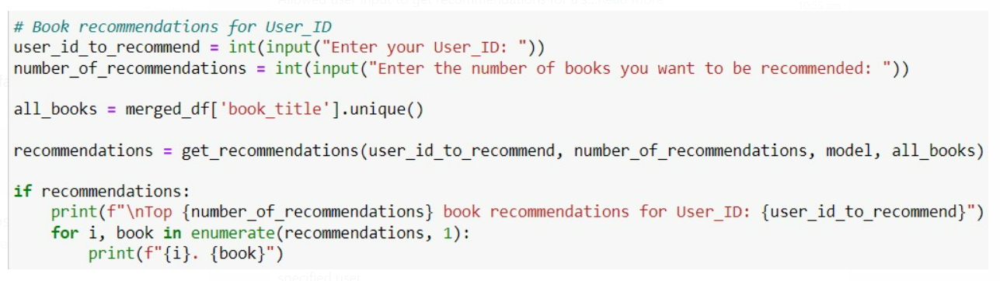 # Book recommendations for User_ID
user_id_to_recommend = int(input("Enter your User_ID: "))
number_of_recommendations = int(input("Enter the number of books you want to be recommended: "))
all_books = merged_df['book_title'].unique()
recommendations = get_recommendations(user_id_to_recommend, number_of_recommendations, model, all_books)
if recommendations:
    print(f"\nTop {number_of_recommendations} book recommendations for User_ID: {user_id_to_recommend}")
    for i, book in enumerate(recommendations, 1):
        print(f"{i}. {book}")
specified user